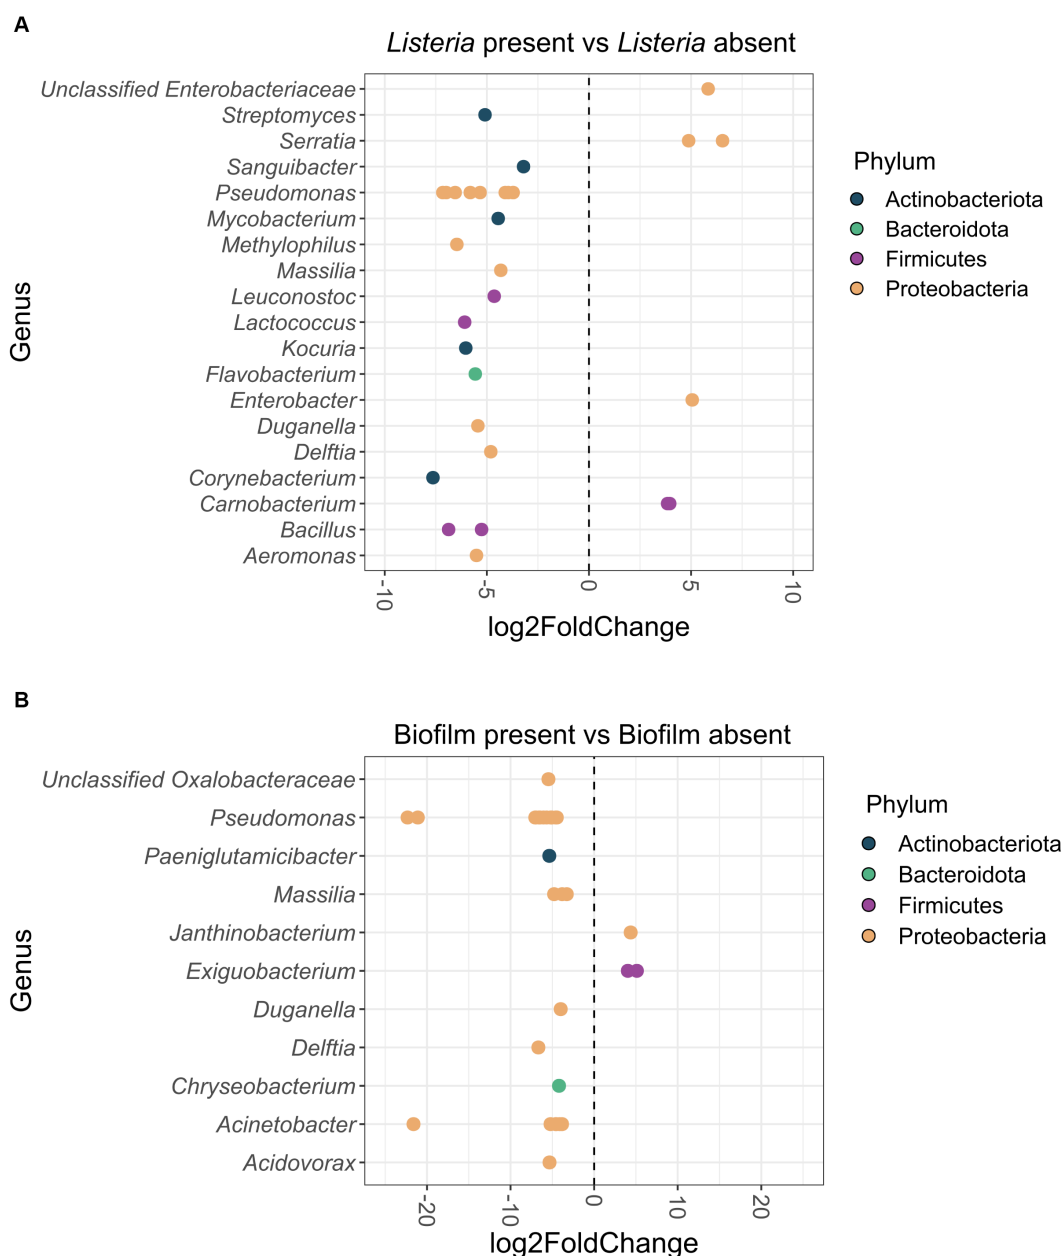 A
Listeria present vs Listeria absent
Genus
Unclassified Enterobacteriaceae
Streptomyces
Serratia
Sanguibacter
Pseudomonas
Mycobacterium
Methylophilus
Massilia
Leuconostoc
Lactococcus
Kocuria
Flavobacterium
Enterobacter
Duganella
Delftia
Corynebacterium
Carnobacterium
Bacillus
Aeromonas
-10 -5 0 5 10
log2FoldChange
Phylum
Actinobacteriota
Bacteroidota
Firmicutes
Proteobacteria
B
Biofilm present vs Biofilm absent
Genus
Unclassified Oxalobacteraceae
Pseudomonas
Paeniglutamicibacter
Massilia
Janthinobacterium
Exiguobacterium
Duganella
Delftia
Chryseobacterium
Acinetobacter
Acidovorax
-20 -10 0 10 20
log2FoldChange
Phylum
Actinobacteriota
Bacteroidota
Firmicutes
Proteobacteria